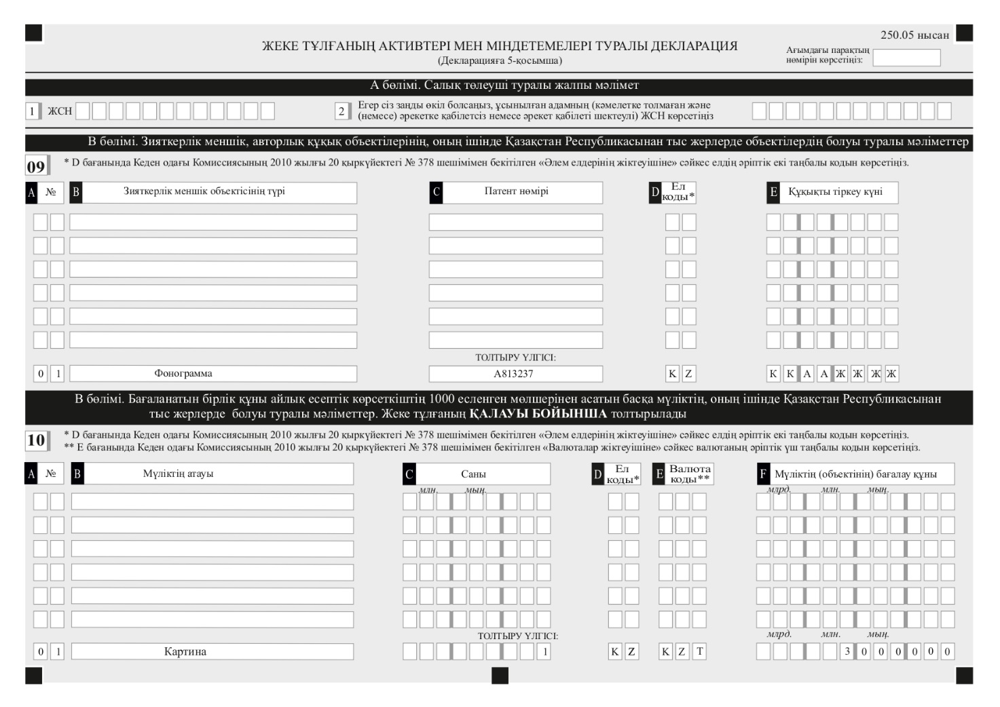 250.05 нысан
ЖЕКЕ ТҰЛҒАНЫҢ АКТИВТЕРІ МЕН МІНДЕТЕМЕЛЕРІ ТУРАЛЫ ДЕКЛАРАЦИЯ
(Декларацияға 5-қосымша)
Ағымдағы парақтың
нөмірін көрсетіңіз:
А бөлімі. Салық төлеуші туралы жалпы мәлімет
1 ЖСН
2 Егер сіз заңды өкіл болсаңыз, ұсынылған адамның (кәмелетке толмаған және
(немесе) әрекетке қабілетсіз немесе әрекет қабілеті шектеулі) ЖСН көрсетіңіз
В бөлімі. Зияткерлік меншік, авторлық құқық объектілерінің, оның ішінде Қазақстан Республикасынан тыс жерлерде объектілердің болуы туралы мәліметтер
09 * D бағанында Кеден одағы Комиссиясының 2010 жылғы 20 қыркүйектегі № 378 шешімімен бекітілген «Әлем елдерінің жіктеуішіне» сәйкес елдің әріптік екі таңбалы кодын көрсетіңіз.
A № B Зияткерлік меншік объектісінің түрі C Патент нөмірі D Ел коды* E Құқықты тіркеу күні
ТОЛТЫРУ ҮЛГІСІ:
0 1 Фонограмма A813237 K Z К К А А Ж Ж Ж Ж
В бөлімі. Бағаланатын бірлік құны айлық есептік көрсеткіштің 1000 есленген мөлшерінен асатын басқа мүліктің, оның ішінде Қазақстан Республикасынан
тыс жерлерде болуы туралы мәліметтер. Жеке тұлғаның ҚАЛАУЫ БОЙЫНША толтырылады
10 * D бағанында Кеден одағы Комиссиясының 2010 жылғы 20 қыркүйектегі № 378 шешімімен бекітілген «Әлем елдерінің жіктеуішіне» сәйкес елдің әріптік екі таңбалы кодын көрсетіңіз.
** E бағанында Кеден одағы Комиссиясының 2010 жылғы 20 қыркүйектегі № 378 шешімімен бекітілген «Валюталар жіктеуішіне» сәйкес валютаның әріптік үш таңбалы кодын көрсетіңіз.
A № B Мүліктің атауы C Саны D Ел коды* E Валюта коды** F Мүліктің (объектінің) бағалау құны
млн. мың. млрд. млн. мың.
ТОЛТЫРУ ҮЛГІСІ: млрд. млн. мың.
0 1 Картина 1 K Z K Z T 3 0 0 0 0 0 0